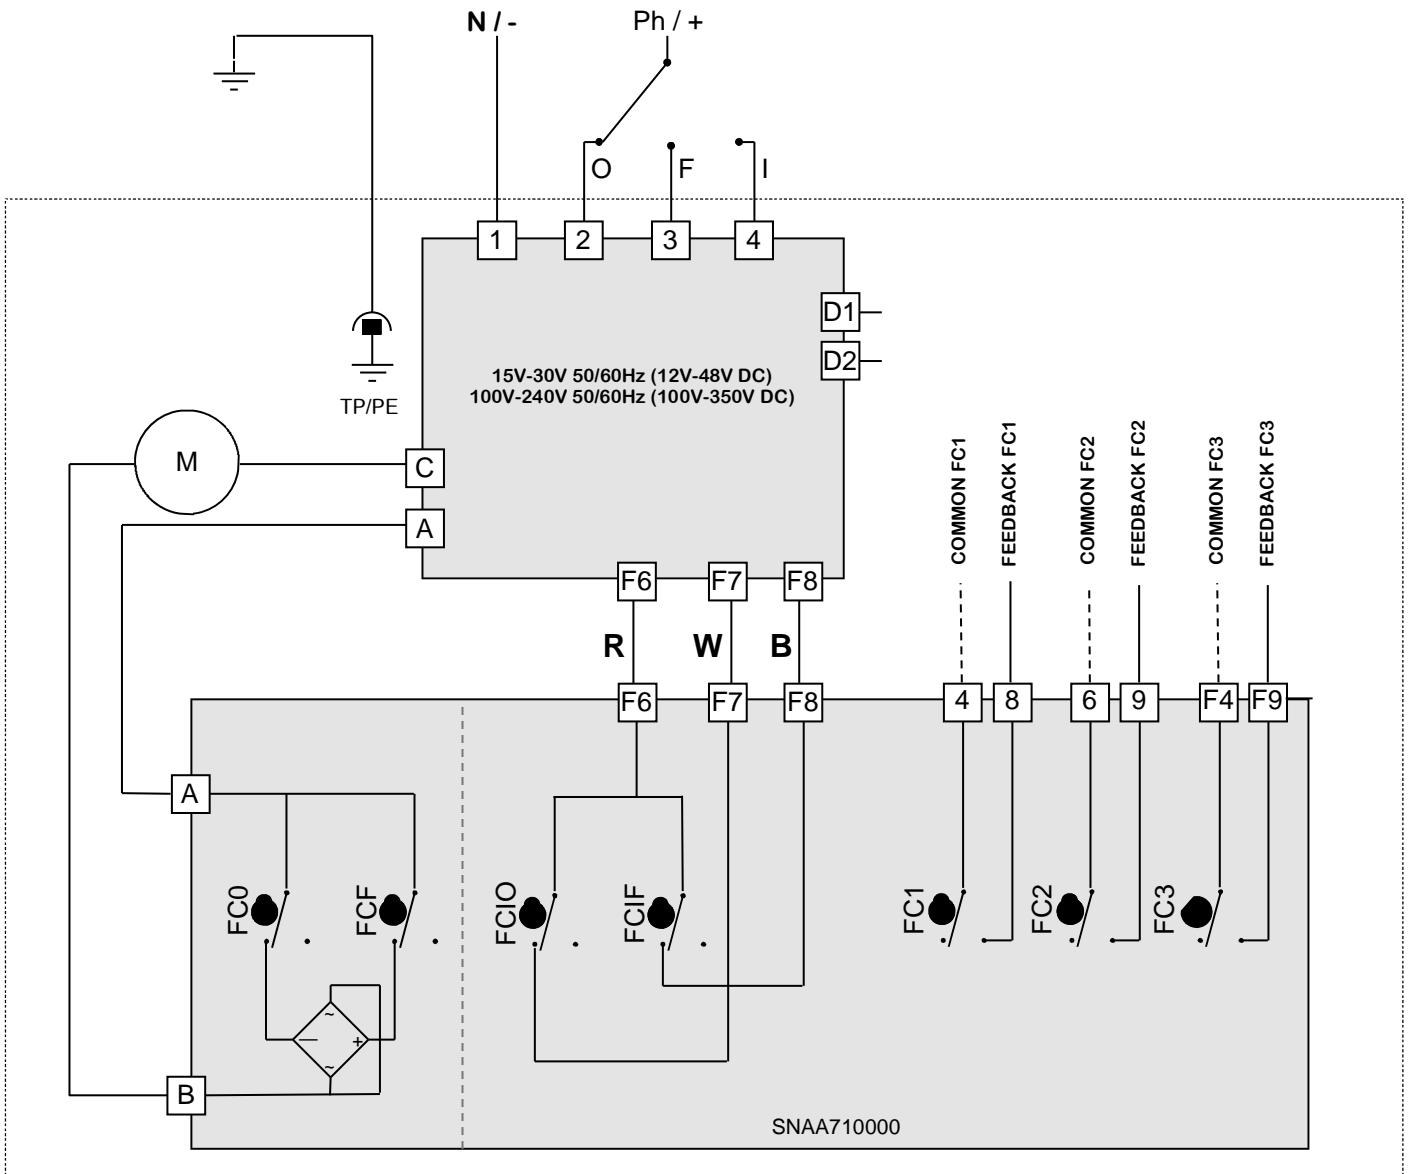 N / -
Ph / +
O
F
I
1
2
3
4
D1
D2
15V-30V 50/60Hz (12V-48V DC)
100V-240V 50/60Hz (100V-350V DC)
TP/PE
M
C
A
COMMON FC1
FEEDBACK FC1
COMMON FC2
FEEDBACK FC2
COMMON FC3
FEEDBACK FC3
F6
F7
F8
R
W
B
F6
F7
F8
4
8
6
9
F4
F9
A
FC0
FCF
FCIO
FCIF
FC1
FC2
FC3
~
—
+
~
B
SNAA710000